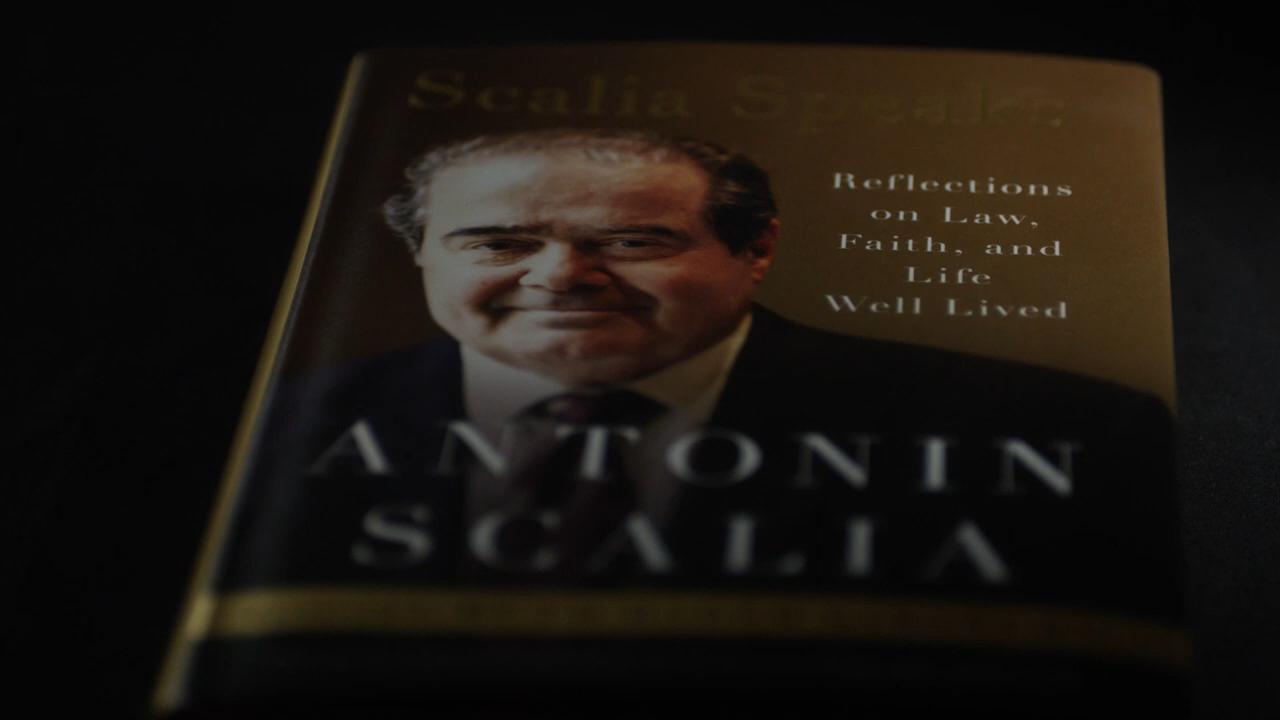 Scalia Speaks
Reflections
on Law,
Faith, and
Life
Well Lived
ANTONIN
SCALIA